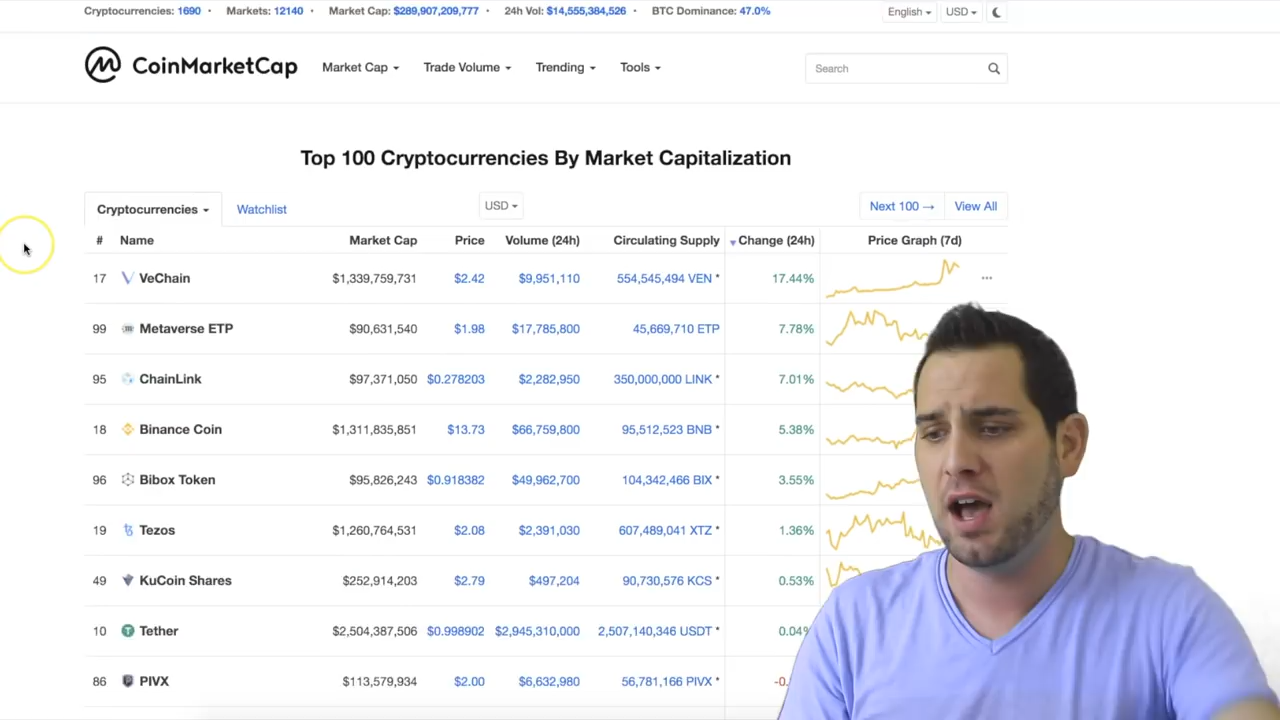 Cryptocurrencies: 1690 • Markets: 12140 • Market Cap: $289,907,209,777 • 24h Vol: $14,555,384,526 • BTC Dominance: 47.0% English USD
CoinMarketCap Market Cap Trade Volume Trending Tools Search
Top 100 Cryptocurrencies By Market Capitalization
Cryptocurrencies Watchlist USD Next 100 → View All
# Name Market Cap Price Volume (24h) Circulating Supply Change (24h) Price Graph (7d)
17 VeChain $1,339,759,731 $2.42 $9,951,110 554,545,494 VEN * 17.44% ...
99 Metaverse ETP $90,631,540 $1.98 $17,785,800 45,669,710 ETP 7.78%
95 ChainLink $97,371,050 $0.278203 $2,282,950 350,000,000 LINK * 7.01%
18 Binance Coin $1,311,835,851 $13.73 $66,759,800 95,512,523 BNB * 5.38%
96 Bibox Token $95,826,243 $0.918382 $49,962,700 104,342,466 BIX * 3.55%
19 Tezos $1,260,764,531 $2.08 $2,391,030 607,489,041 XTZ * 1.36%
49 KuCoin Shares $252,914,203 $2.79 $497,204 90,730,576 KCS * 0.53%
10 Tether $2,504,387,506 $0.998902 $2,945,310,000 2,507,140,346 USDT * 0.04%
86 PIVX $113,579,934 $2.00 $6,632,980 56,781,166 PIVX *